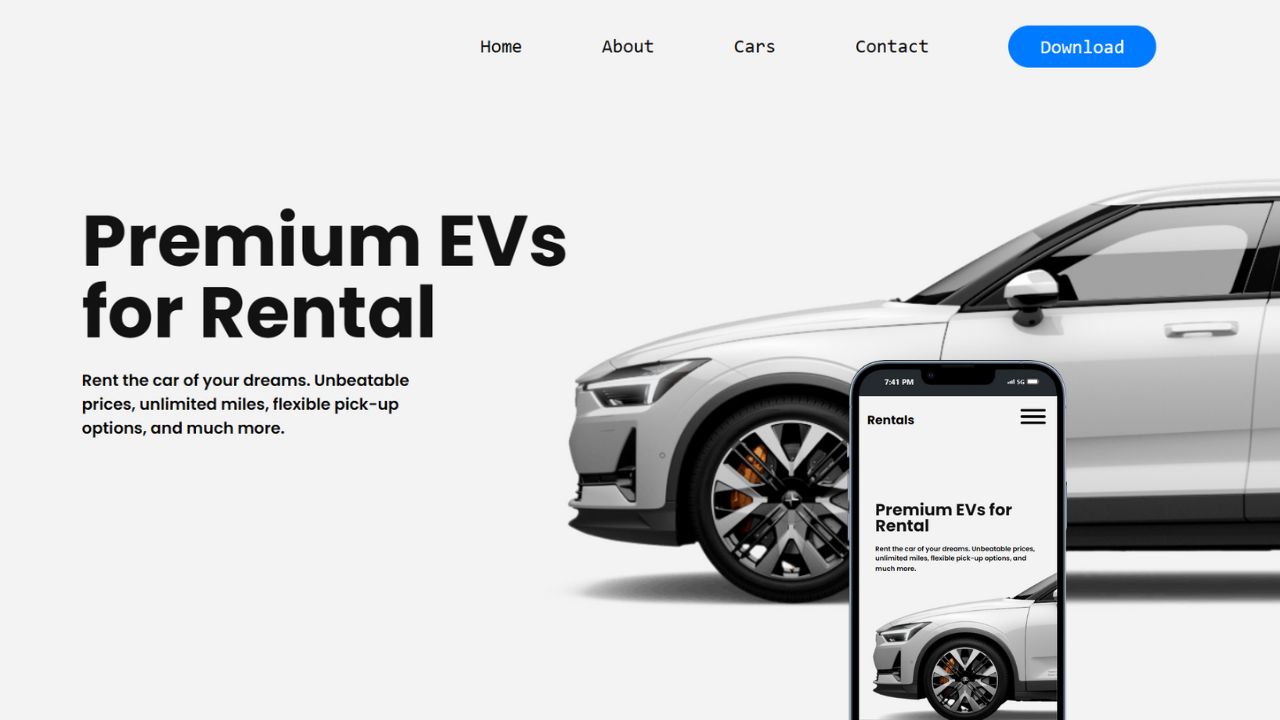 Home About Cars Contact Download
Premium EVs
for Rental
Rent the car of your dreams. Unbeatable
prices, unlimited miles, flexible pick-up
options, and much more.
7:41 PM 5G
Rentals
Premium EVs for
Rental
Rent the car of your dreams. Unbeatable prices,
unlimited miles, flexible pick-up options, and
much more.